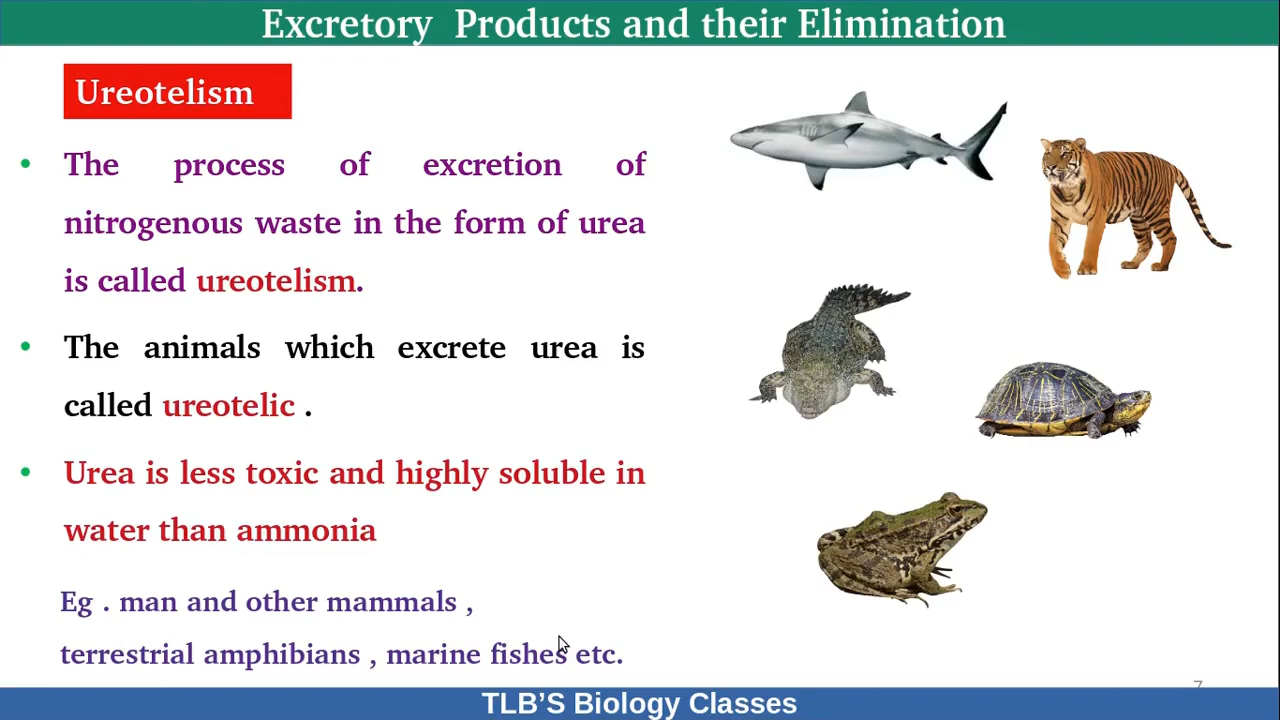 Excretory Products and their Elimination
Ureotelism
• The process of excretion of
nitrogenous waste in the form of urea
is called ureotelism.
• The animals which excrete urea is
called ureotelic .
• Urea is less toxic and highly soluble in
water than ammonia
Eg . man and other mammals ,
terrestrial amphibians , marine fishes etc.
7
TLB'S Biology Classes